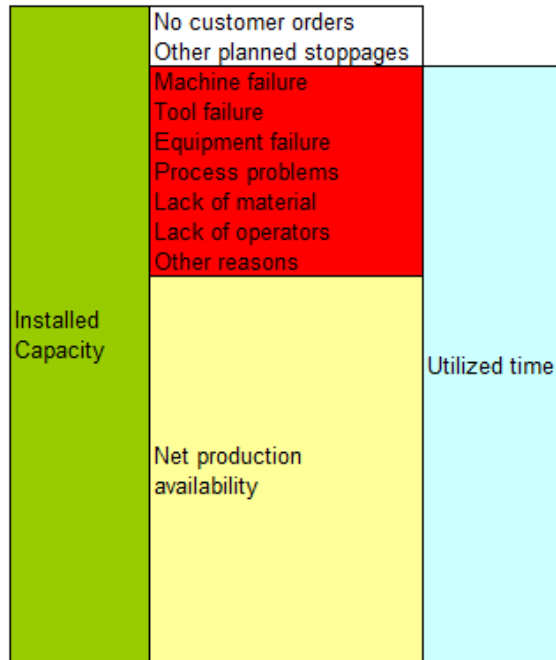 No customer orders
Other planned stoppages
Machine failure
Tool failure
Equipment failure
Process problems
Lack of material
Lack of operators
Other reasons
Installed
Capacity
Utilized time
Net production
availability